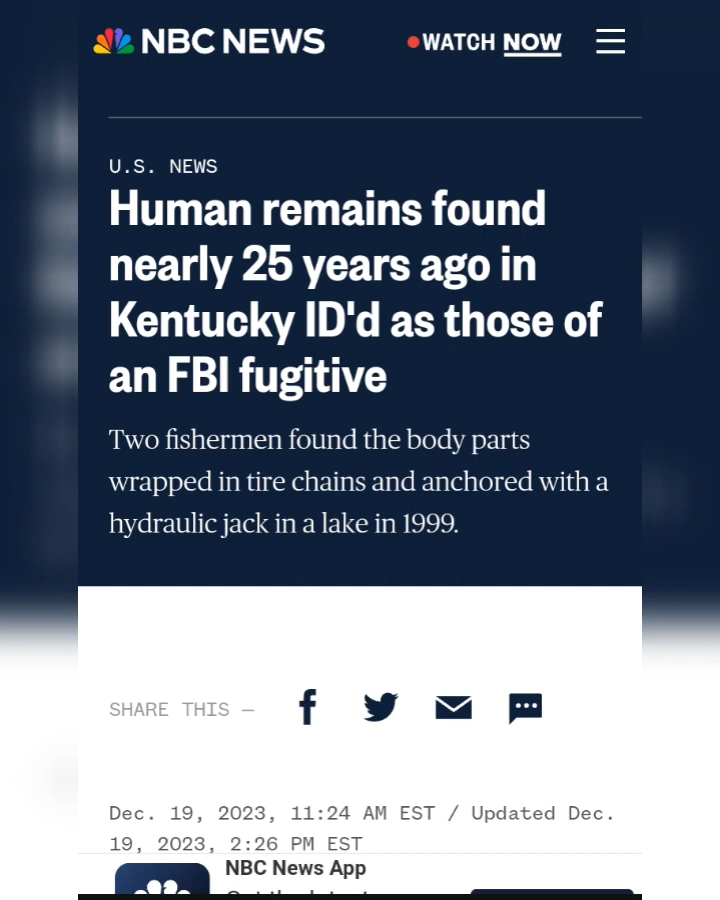 NBC NEWS
WATCH NOW
U.S. NEWS
Human remains found
nearly 25 years ago in
Kentucky ID'd as those of
an FBI fugitive
Two fishermen found the body parts
wrapped in tire chains and anchored with a
hydraulic jack in a lake in 1999.
SHARE THIS —
Dec. 19, 2023, 11:24 AM EST / Updated Dec.
19, 2023, 2:26 PM EST
NBC News App